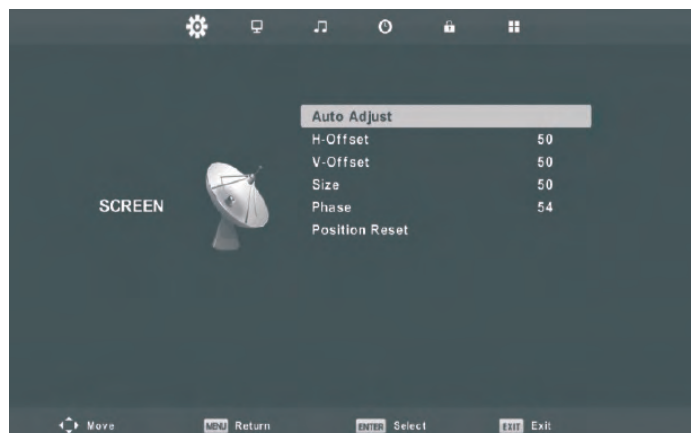 Auto Adjust
H-Offset 50
V-Offset 50
Size 50
SCREEN
Phase 54
Position Reset
Move MENU Return ENTER Select EXIT Exit